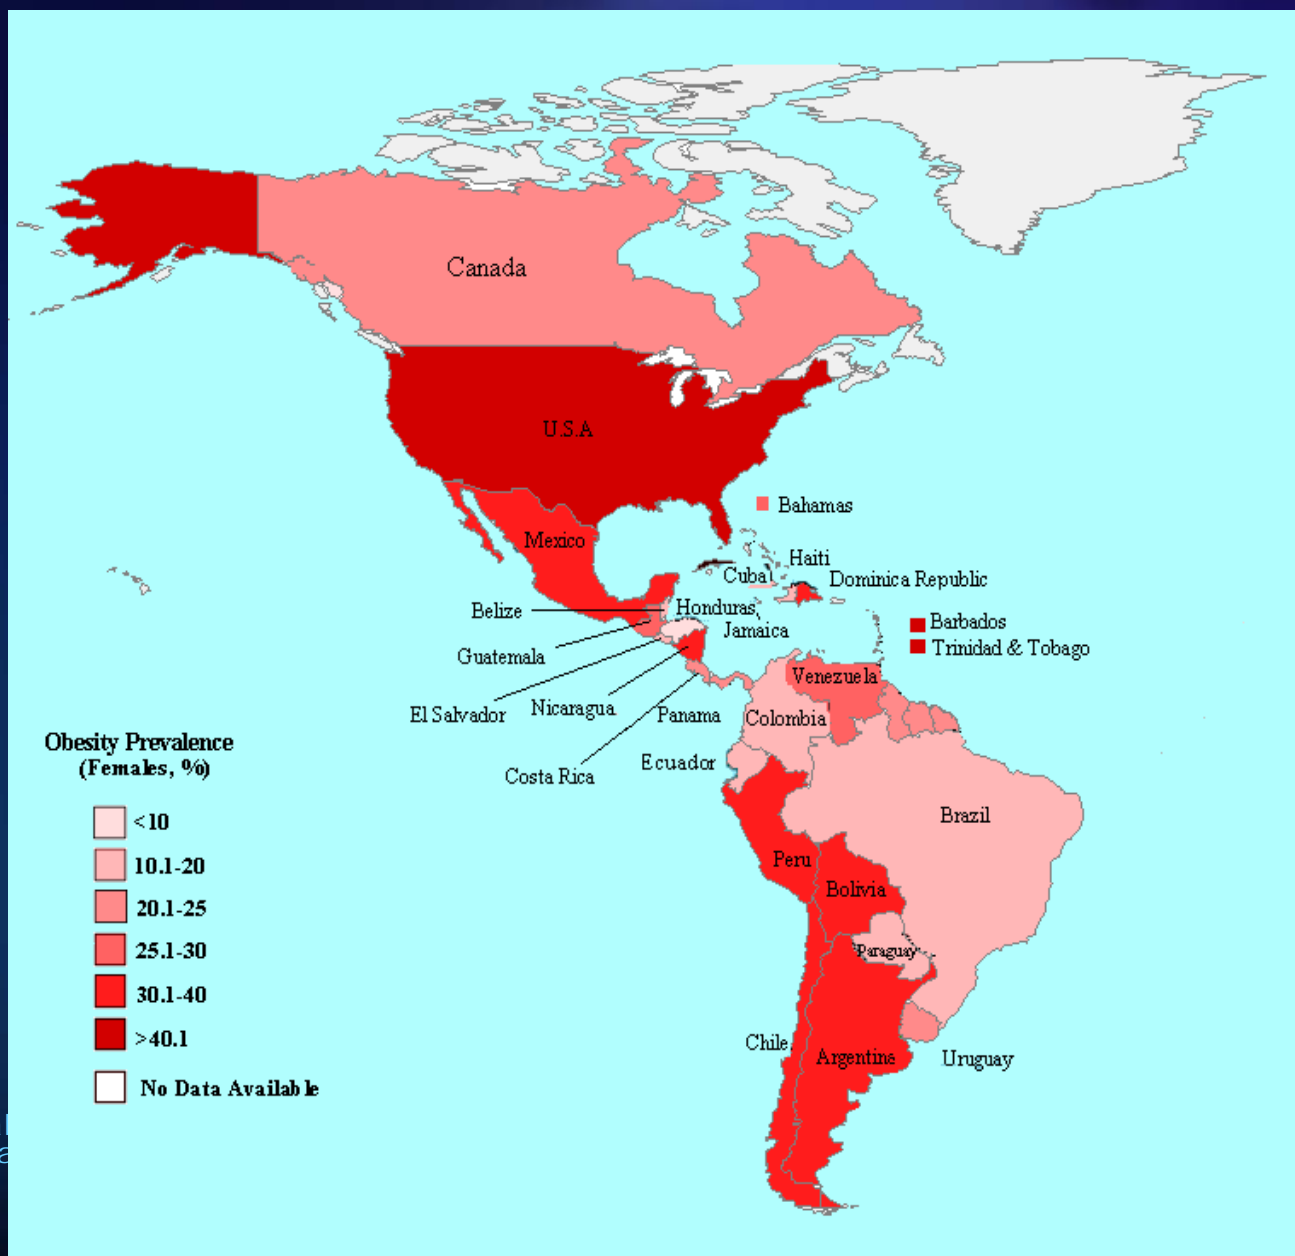 Canada
U.S.A
Bahamas
Mexico
Haiti
Cuba
Dominica Republic
Belize
Honduras
Barbados
Jamaica
Trinidad & Tobago
Guatemala
Venezuela
El Salvador
Nicaragua
Panama
Colombia
Ecuador
Costa Rica
Brazil
Peru
Bolivia
Paraguay
Chile
Argentina
Uruguay
Obesity Prevalence
(Females, %)
<10
10.1-20
20.1-25
25.1-30
30.1-40
>40.1
No Data Available